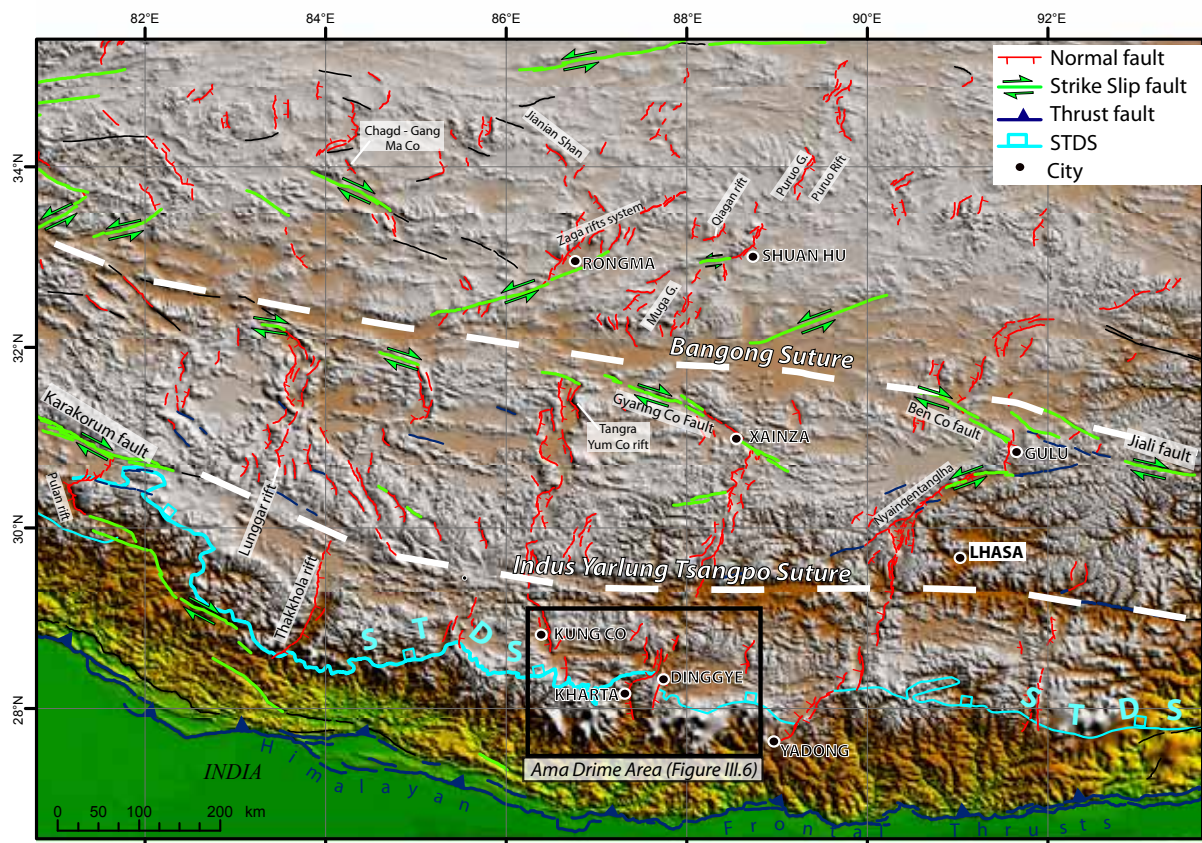 82°E
84°E
86°E
88°E
90°E
92°E
Normal fault
Strike Slip fault
Thrust fault
STDS
City
34°N
32°N
30°N
28°N
Chagd - Gang
Ma Co
Jianian Shan
Puruo G.
Puruo Rift
Qiagan rift
Zaga rifts system
RONGMA
SHUAN HU
Muga G.
Bangong Suture
Karakorum fault
Gyaring Co Fault
Tangra
Yum Co rift
XAINZA
Ben Co fault
GULU
Jiali fault
Pulan rift
Lunggar rift
Nyainqentanglha
LHASA
Thakkhola rift
Indus Yarlung Tsangpo Suture
S T D S
KUNG CO
DINGGYE
KHARTA
S T D S
YADONG
Ama Drime Area (Figure III.6)
INDIA
Himalayan Frontal Thrusts
0 50 100 200 km